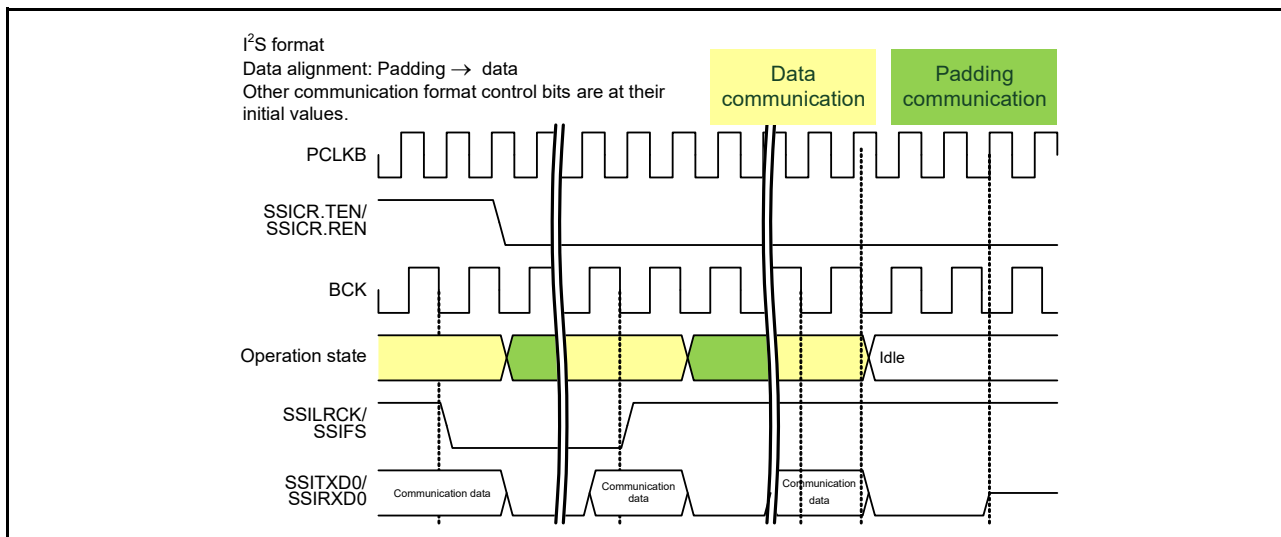 I²S format
Data alignment: Padding → data
Other communication format control bits are at their
initial values.
Data
communication
Padding
communication
PCLKB
SSICR.TEN/
SSICR.REN
BCK
Operation state
Idle
SSILRCK/
SSIFS
SSITXD0/
SSIRXD0
Communication data
Communication
data
Communication
data